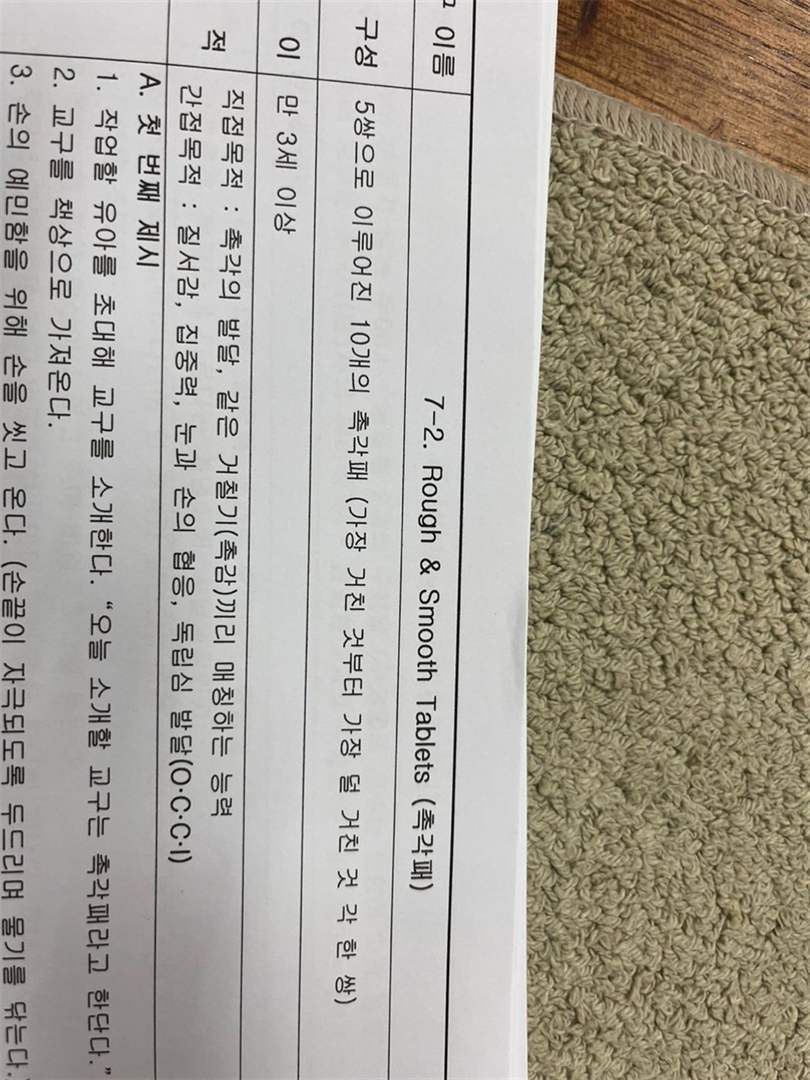 이름 7-2. Rough & Smooth Tablets (촉각패)
구성 5쌍으로 이루어진 10개의 촉각패 (가장 거친 것부터 가장 덜 거친 것 각 한 쌍)
이 만 3세 이상
적 직접목적 : 촉각의 발달, 같은 거칠기(촉감)끼리 매칭하는 능력
간접목적 : 질서감, 집중력, 눈과 손의 협응, 독립심 발달(O·C·C·I)
A. 첫 번째 제시
1. 작업할 유아를 초대해 교구를 소개한다. “오늘 소개할 교구는 촉각패라고 한단다.”
2. 교구를 책상으로 가져온다.
3. 손의 예민함을 위해 손을 씻고 온다. (손끝이 자극되도록 두드리며 물기를 닦는다.